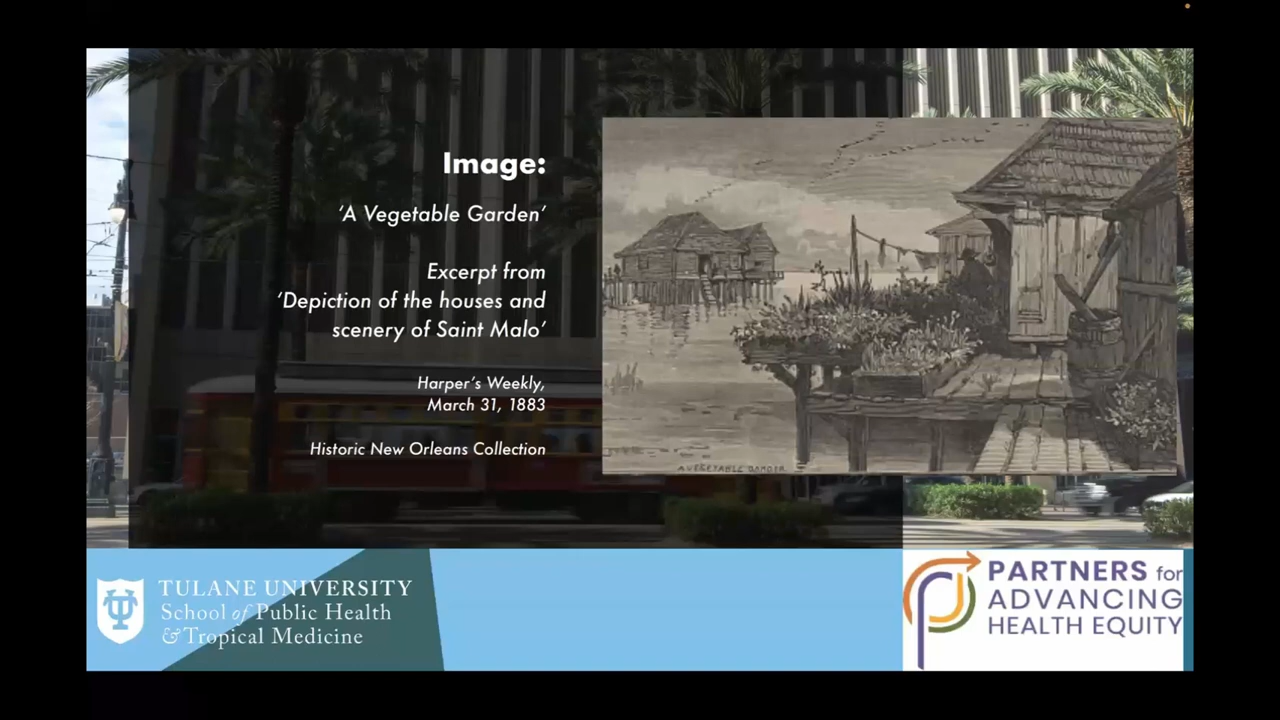 Image:
‘A Vegetable Garden’
Excerpt from
‘Depiction of the houses and
scenery of Saint Malo’
Harper’s Weekly,
March 31, 1883
Historic New Orleans Collection
A VEGETABLE GARDEN
TULANE UNIVERSITY
School of Public Health
& Tropical Medicine
PARTNERS for
ADVANCING
HEALTH EQUITY